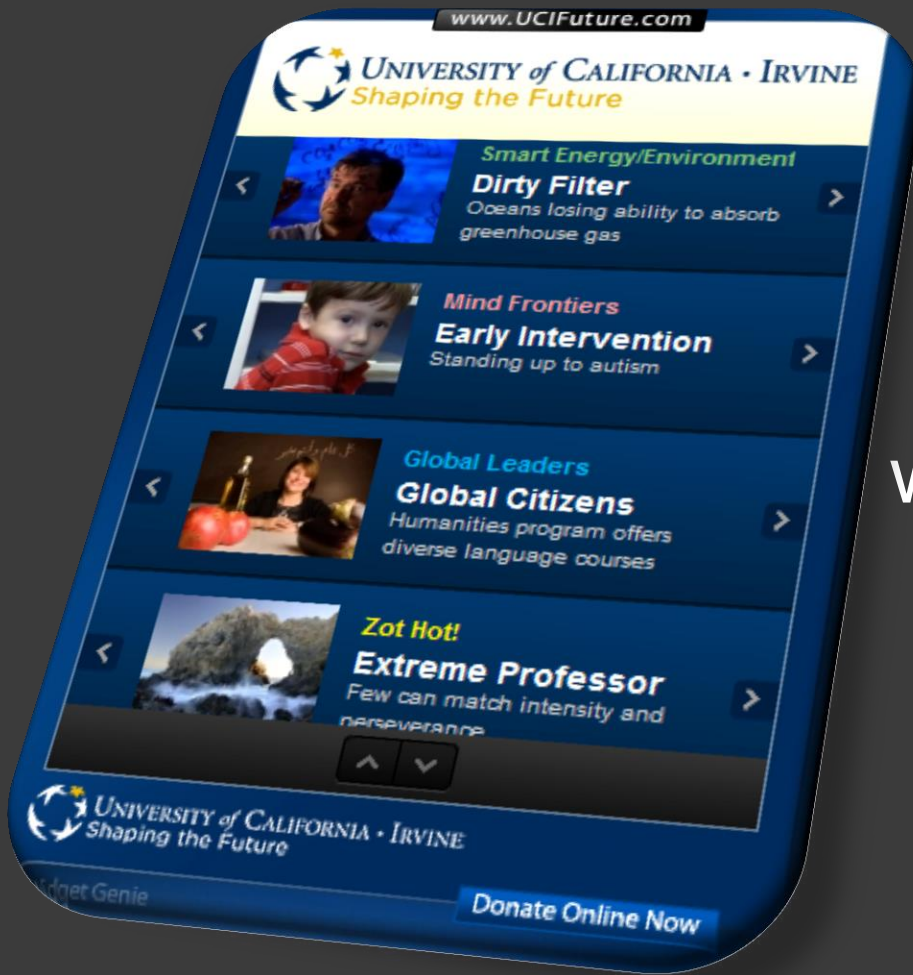 www.UCIFuture.com
UNIVERSITY of CALIFORNIA • IRVINE
Shaping the Future
Smart Energy/Environment
Dirty Filter
Oceans losing ability to absorb
greenhouse gas
Mind Frontiers
Early Intervention
Standing up to autism
Global Leaders
Global Citizens
Humanities program offers
diverse language courses
Zot Hot!
Extreme Professor
Few can match intensity and
perseverance
UNIVERSITY of CALIFORNIA • IRVINE
Shaping the Future
Genie
Donate Online Now